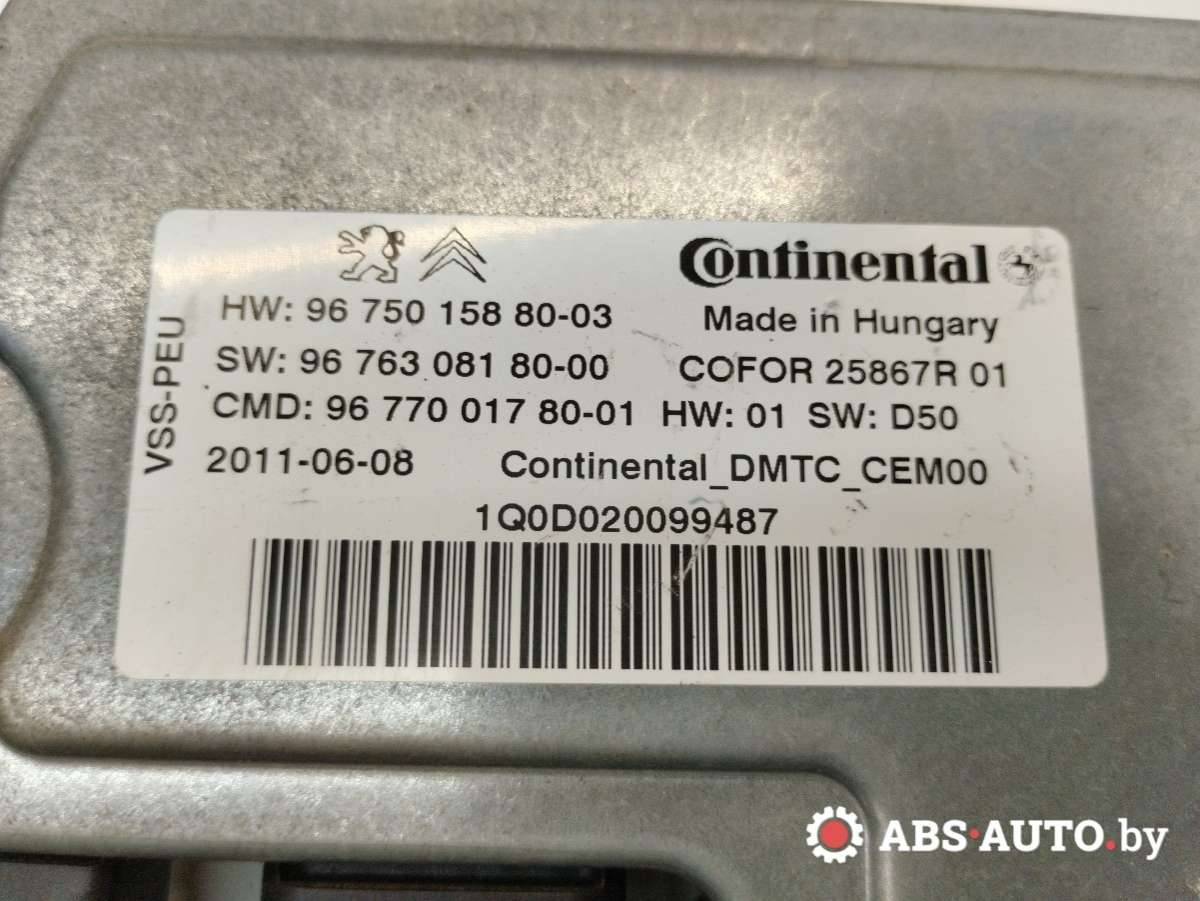 Continental
HW: 96 750 158 80-03 Made in Hungary
SW: 96 763 081 80-00 COFOR 25867R 01
CMD: 96 770 017 80-01 HW: 01 SW: D50
2011-06-08 Continental_DMTC_CEM00
1Q0D020099487
VSS-PEU
ABS·AUTO.by